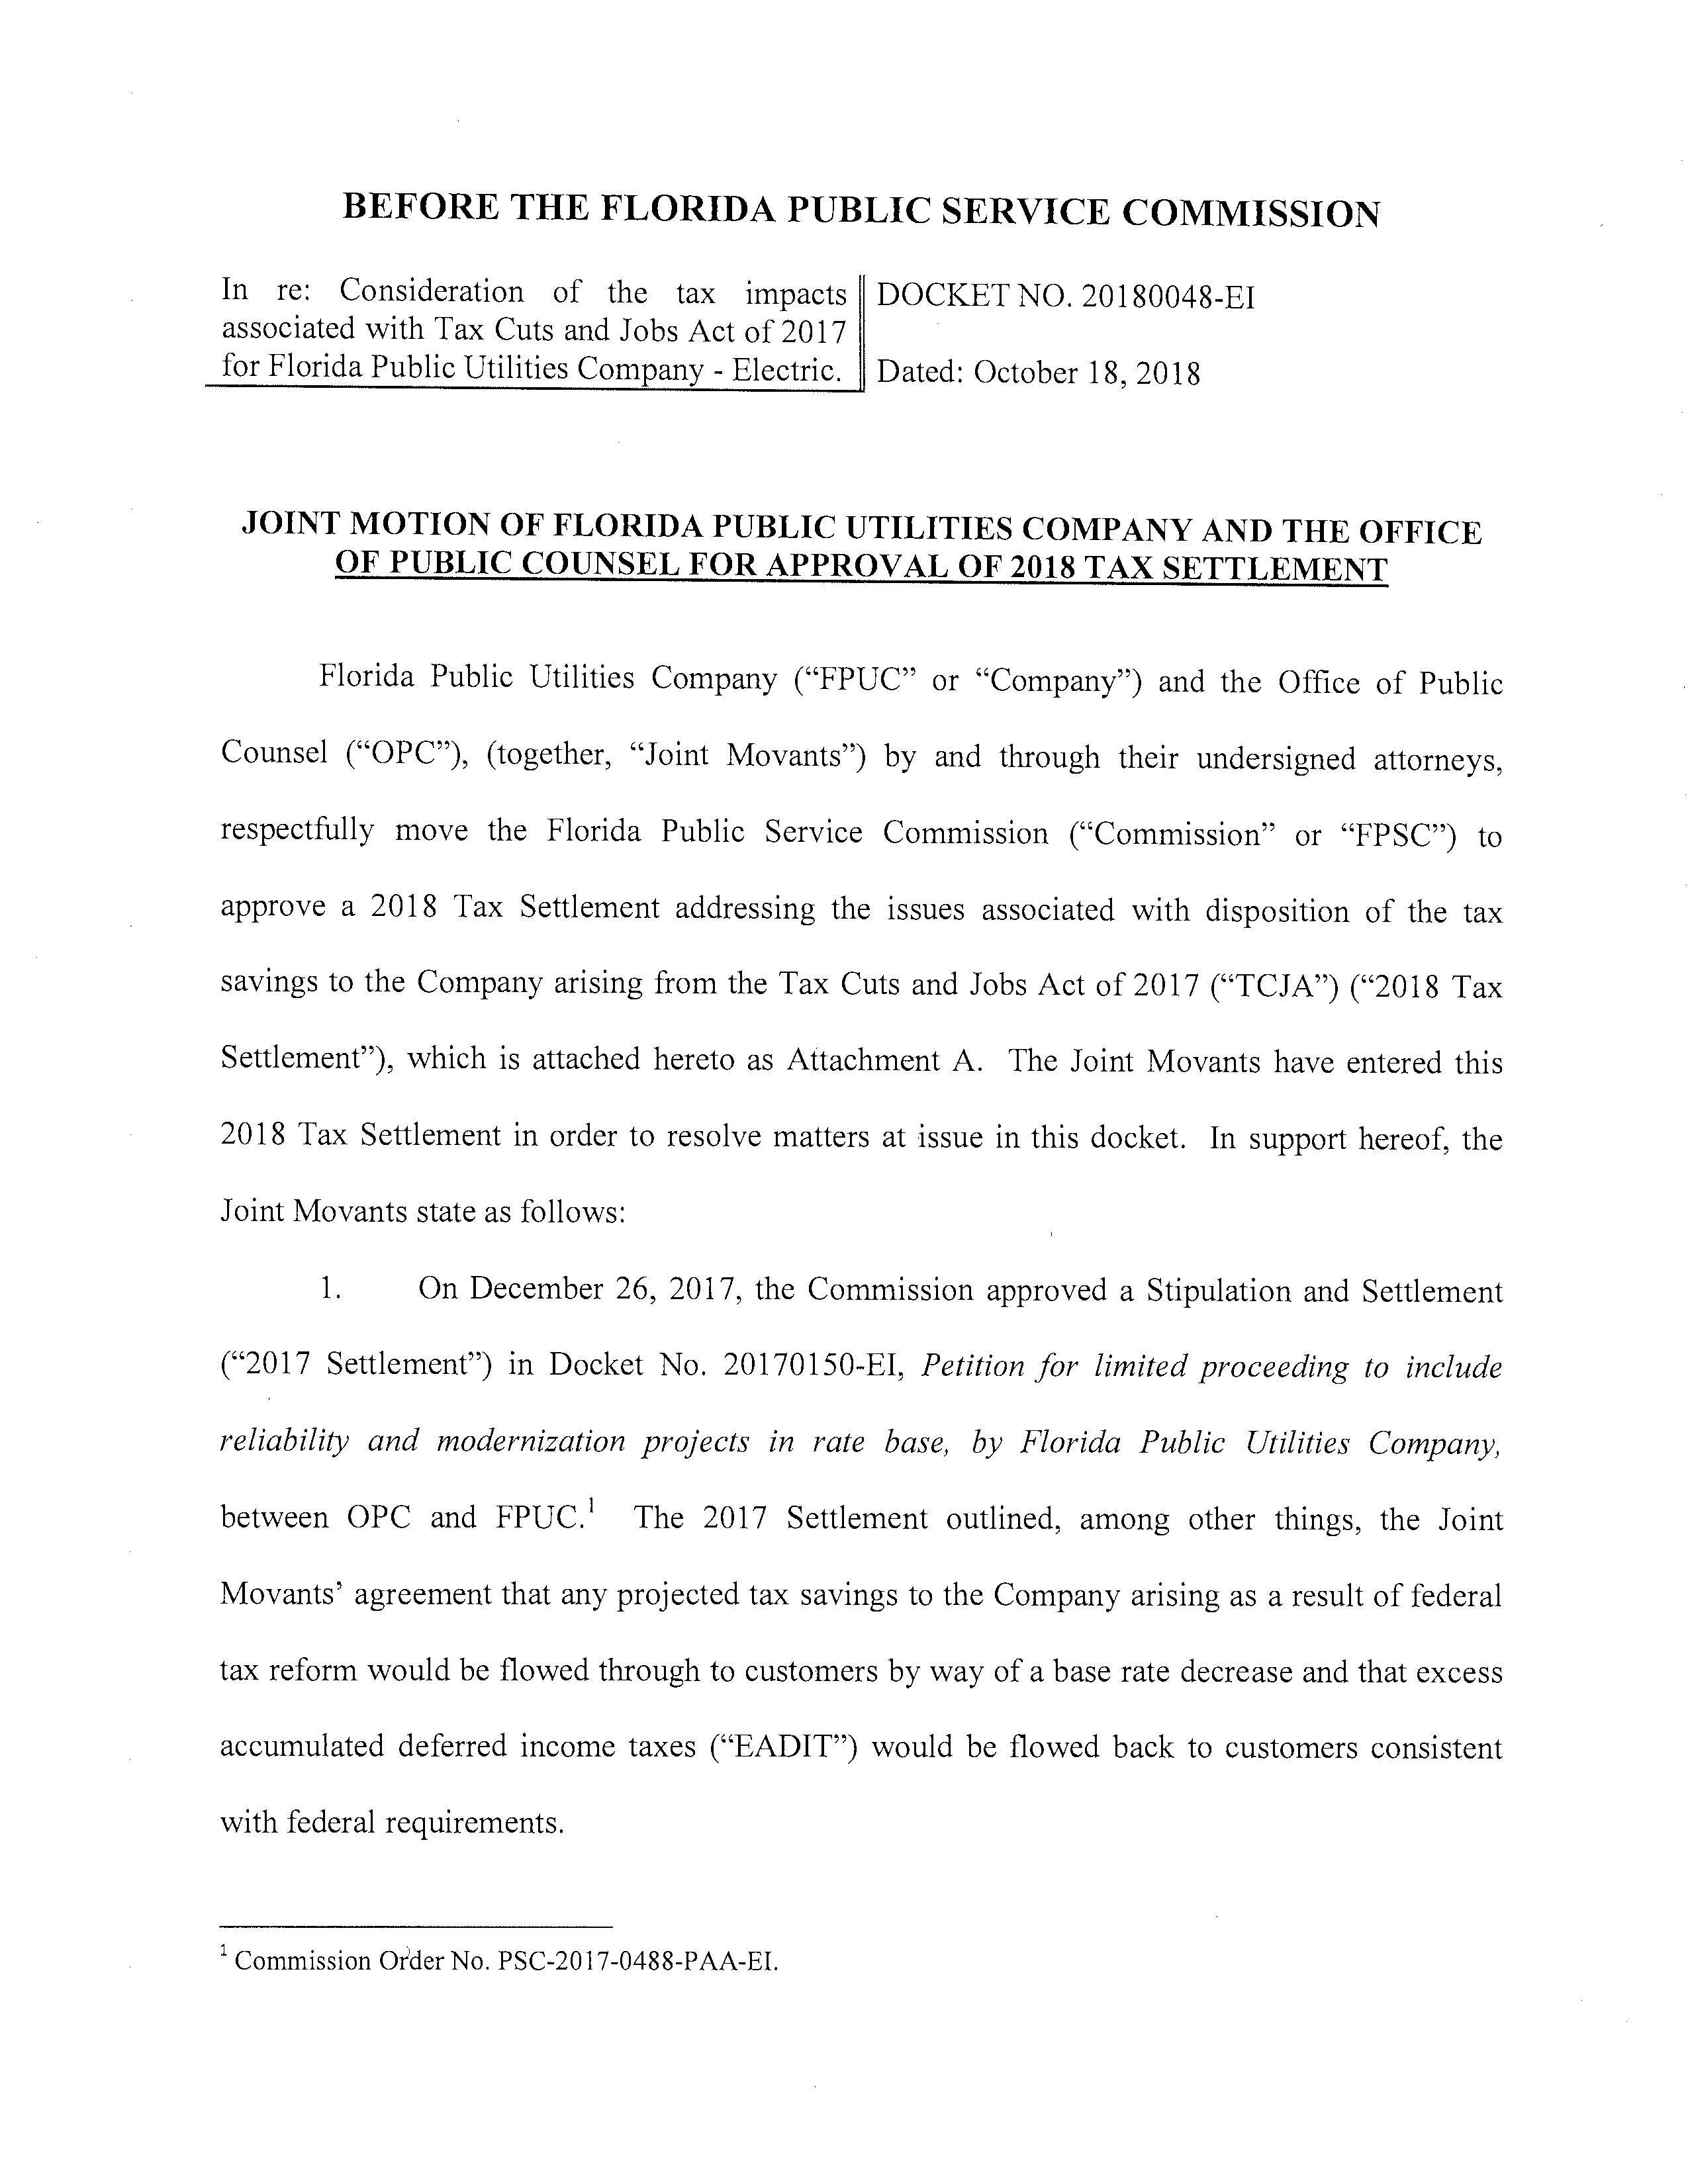 BEFORE THE FLORIDA PUBLIC SERVICE COMMISSION
In re: Consideration of the tax impacts
associated with Tax Cuts and Jobs Act of 2017
for Florida Public Utilities Company - Electric.
DOCKET NO. 20180048-EI
Dated: October 18, 2018
JOINT MOTION OF FLORIDA PUBLIC UTILITIES COMPANY AND THE OFFICE
OF PUBLIC COUNSEL FOR APPROVAL OF 2018 TAX SETTLEMENT
Florida Public Utilities Company (“FPUC” or “Company”) and the Office of Public
Counsel (“OPC”), (together, “Joint Movants”) by and through their undersigned attorneys,
respectfully move the Florida Public Service Commission (“Commission” or “FPSC”) to
approve a 2018 Tax Settlement addressing the issues associated with disposition of the tax
savings to the Company arising from the Tax Cuts and Jobs Act of 2017 (“TCJA”) (“2018 Tax
Settlement”), which is attached hereto as Attachment A. The Joint Movants have entered this
2018 Tax Settlement in order to resolve matters at issue in this docket. In support hereof, the
Joint Movants state as follows:
1. On December 26, 2017, the Commission approved a Stipulation and Settlement
(“2017 Settlement”) in Docket No. 20170150-EI, Petition for limited proceeding to include
reliability and modernization projects in rate base, by Florida Public Utilities Company,
between OPC and FPUC.¹ The 2017 Settlement outlined, among other things, the Joint
Movants’ agreement that any projected tax savings to the Company arising as a result of federal
tax reform would be flowed through to customers by way of a base rate decrease and that excess
accumulated deferred income taxes (“EADIT”) would be flowed back to customers consistent
with federal requirements.
¹ Commission Order No. PSC-2017-0488-PAA-EI.